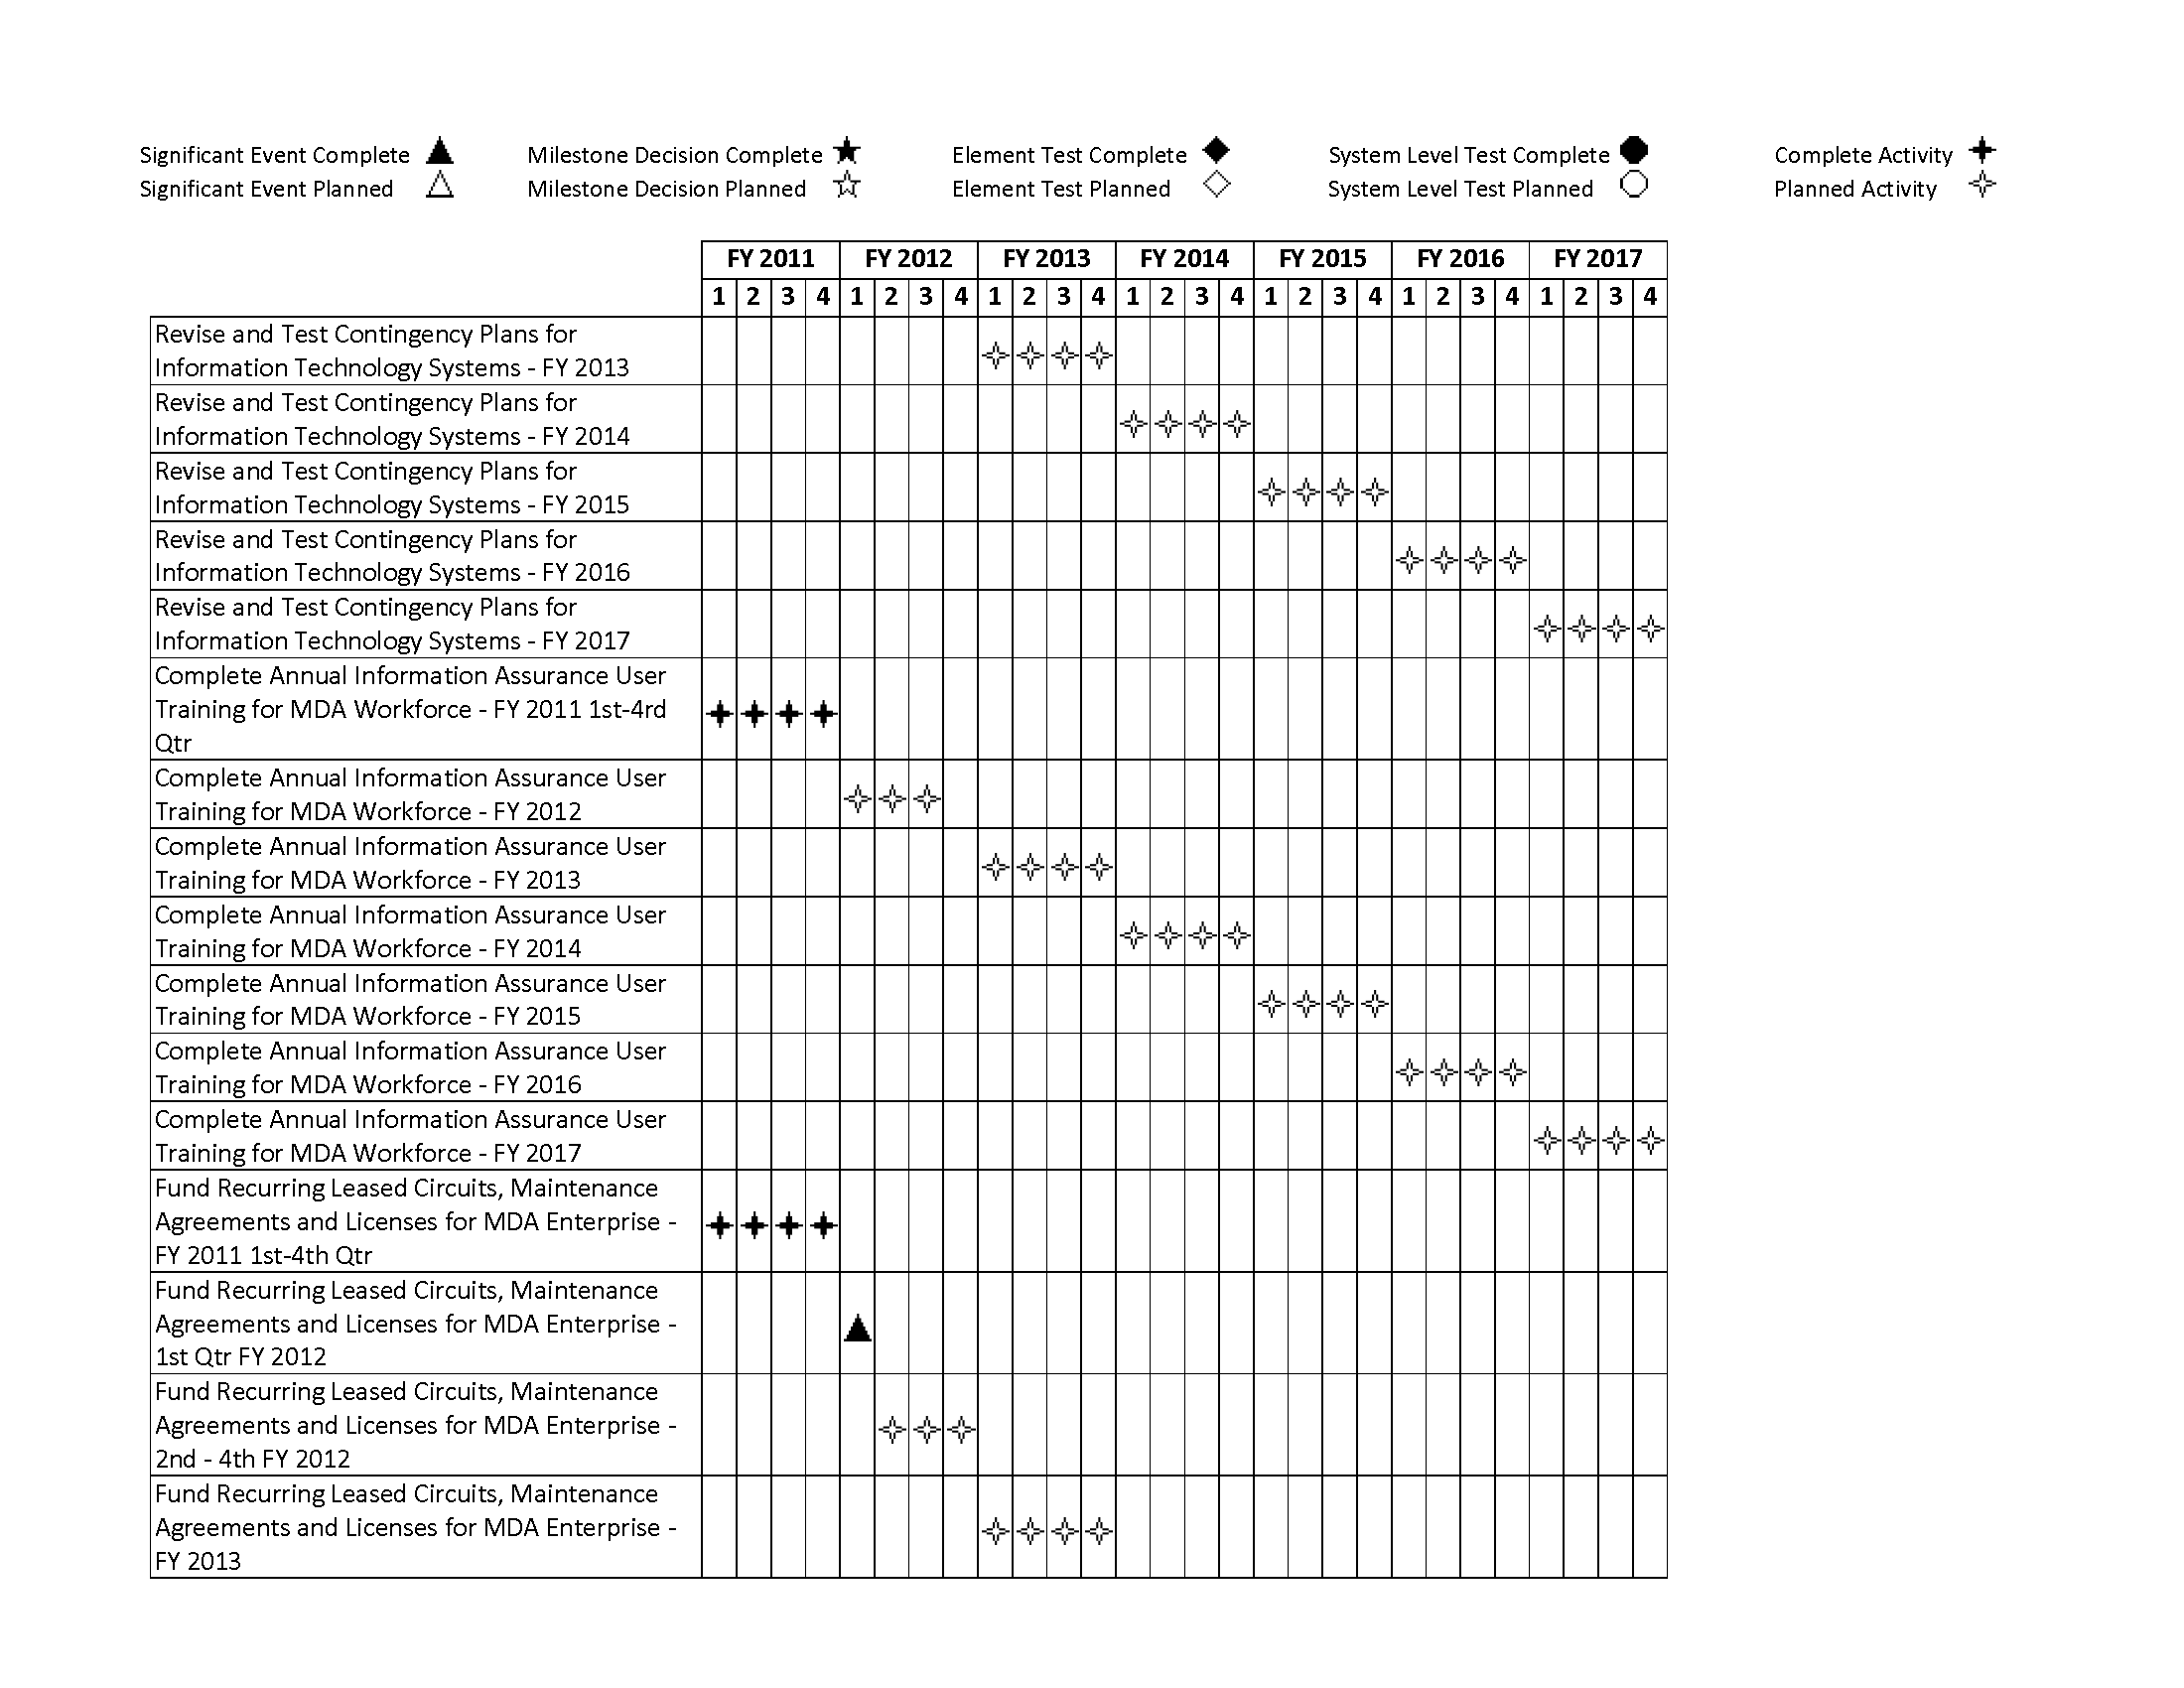 Significant Event Complete Milestone Decision Complete Element Test Complete System Level Test Complete Complete Activity
Significant Event Planned Milestone Decision Planned Element Test Planned System Level Test Planned Planned Activity
FY 2011 FY 2012 FY 2013 FY 2014 FY 2015 FY 2016 FY 2017
1 2 3 4 1 2 3 4 1 2 3 4 1 2 3 4 1 2 3 4 1 2 3 4 1 2 3 4
Revise and Test Contingency Plans for
Information Technology Systems - FY 2013
Revise and Test Contingency Plans for
Information Technology Systems - FY 2014
Revise and Test Contingency Plans for
Information Technology Systems - FY 2015
Revise and Test Contingency Plans for
Information Technology Systems - FY 2016
Revise and Test Contingency Plans for
Information Technology Systems - FY 2017
Complete Annual Information Assurance User
Training for MDA Workforce - FY 2011 1st-4rd
Qtr
Complete Annual Information Assurance User
Training for MDA Workforce - FY 2012
Complete Annual Information Assurance User
Training for MDA Workforce - FY 2013
Complete Annual Information Assurance User
Training for MDA Workforce - FY 2014
Complete Annual Information Assurance User
Training for MDA Workforce - FY 2015
Complete Annual Information Assurance User
Training for MDA Workforce - FY 2016
Complete Annual Information Assurance User
Training for MDA Workforce - FY 2017
Fund Recurring Leased Circuits, Maintenance
Agreements and Licenses for MDA Enterprise -
FY 2011 1st-4th Qtr
Fund Recurring Leased Circuits, Maintenance
Agreements and Licenses for MDA Enterprise -
1st Qtr FY 2012
Fund Recurring Leased Circuits, Maintenance
Agreements and Licenses for MDA Enterprise -
2nd - 4th FY 2012
Fund Recurring Leased Circuits, Maintenance
Agreements and Licenses for MDA Enterprise -
FY 2013